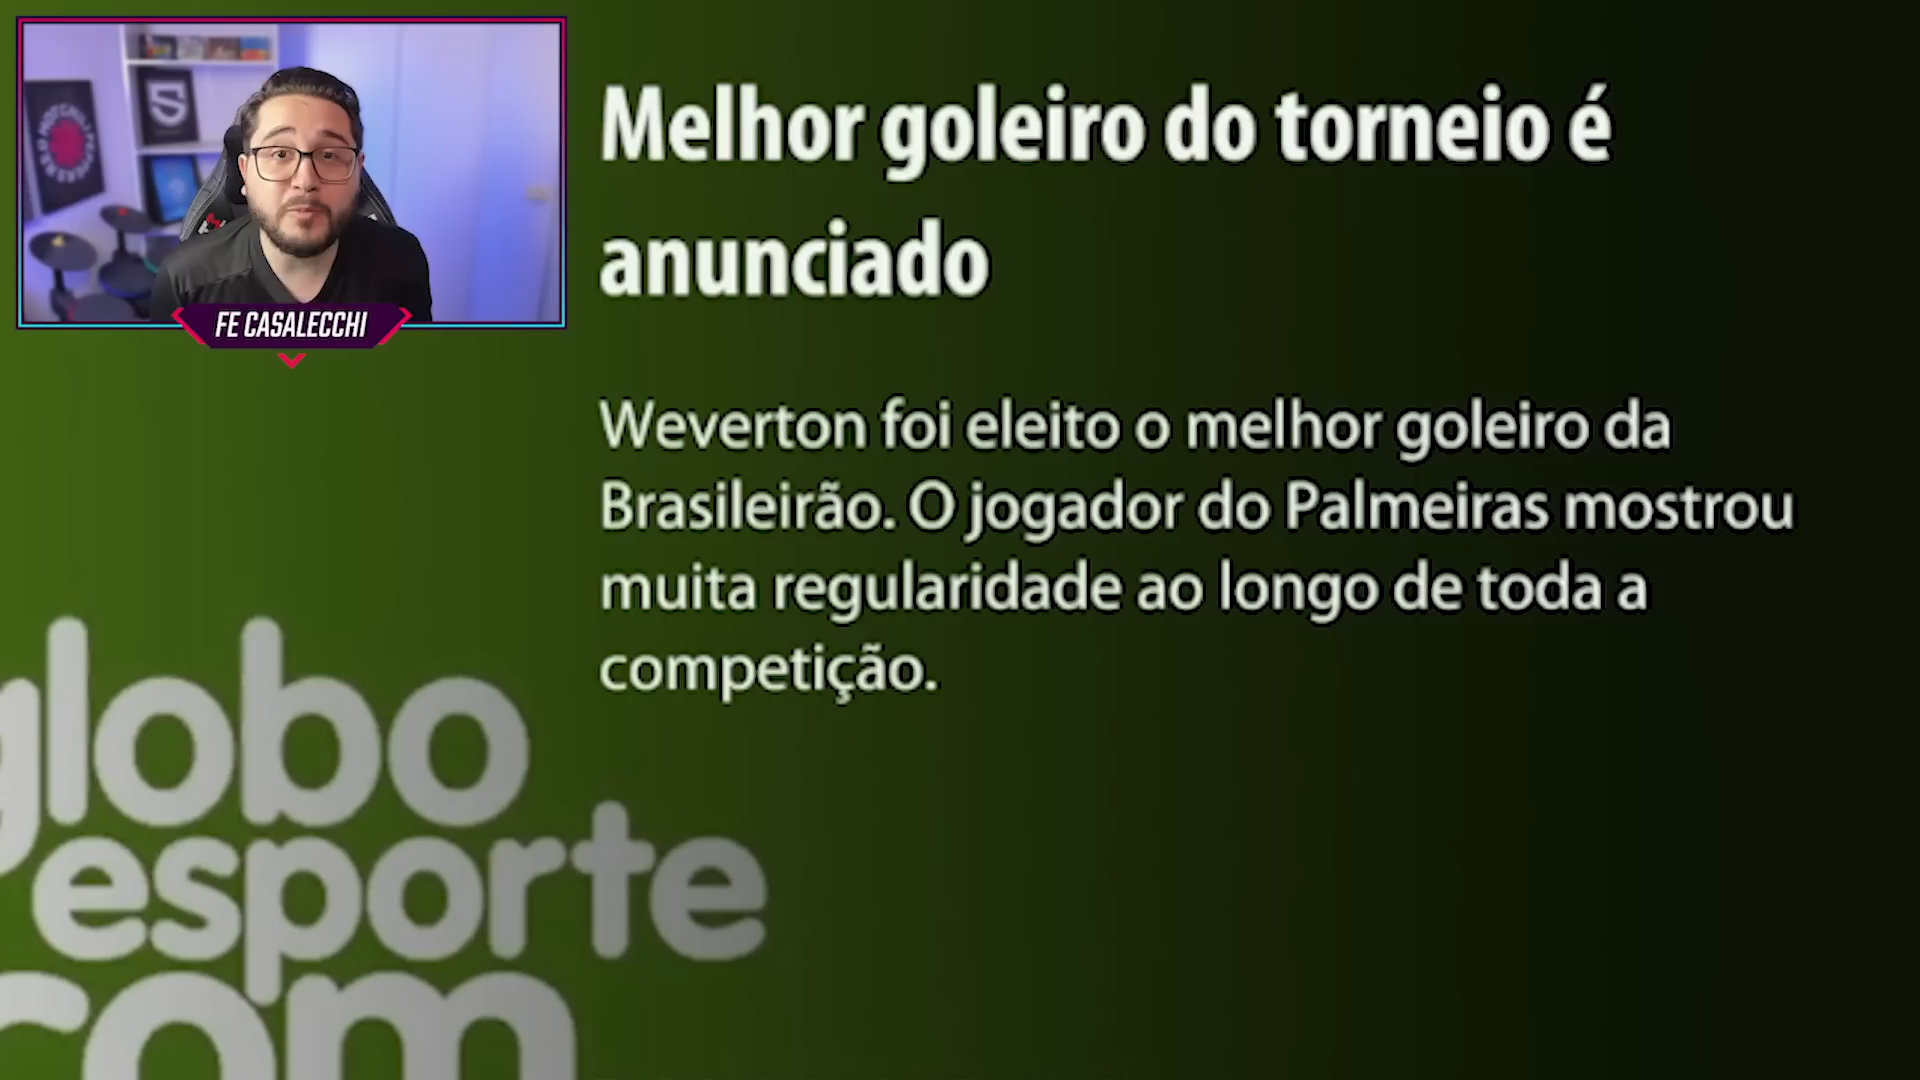 FE CASALECCHI
Melhor goleiro do torneio é
anunciado
Weverton foi eleito o melhor goleiro da
Brasileirão. O jogador do Palmeiras mostrou
muita regularidade ao longo de toda a
competição.
globo
esporte
com